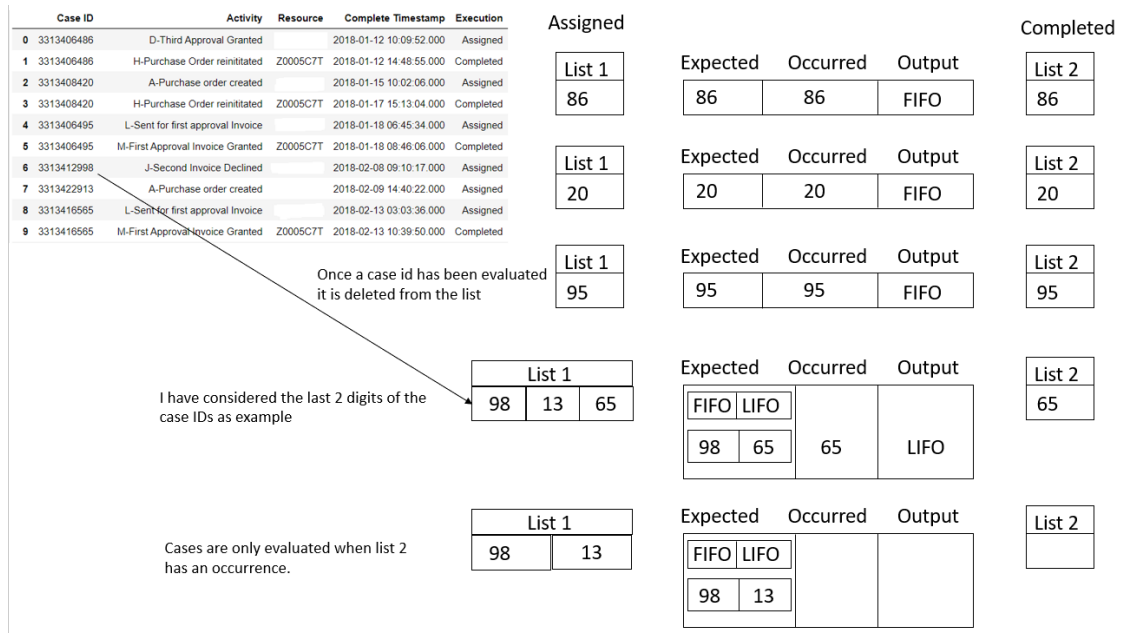 Case ID Activity Resource Complete Timestamp Execution
0 3313406486 D-Third Approval Granted 2018-01-12 10:09:52.000 Assigned
1 3313406486 H-Purchase Order reinititated Z0005C7T 2018-01-12 14:48:55.000 Completed
2 3313408420 A-Purchase order created 2018-01-15 10:02:06.000 Assigned
3 3313408420 H-Purchase Order reinititated Z0005C7T 2018-01-17 15:13:04.000 Completed
4 3313406495 L-Sent for first approval Invoice 2018-01-18 06:45:34.000 Assigned
5 3313406495 M-First Approval Invoice Granted Z0005C7T 2018-01-18 08:46:06.000 Completed
6 3313412998 J-Second Invoice Declined 2018-02-08 09:10:17.000 Assigned
7 3313422913 A-Purchase order created 2018-02-09 14:40:22.000 Assigned
8 3313416565 L-Sent for first approval Invoice 2018-02-13 03:03:36.000 Assigned
9 3313416565 M-First Approval Invoice Granted Z0005C7T 2018-02-13 10:39:50.000 Completed
Assigned
Completed
List 1
86
Expected Occurred Output
86 86 FIFO
List 2
86
List 1
20
Expected Occurred Output
20 20 FIFO
List 2
20
Once a case id has been evaluated
it is deleted from the list
List 1
95
Expected Occurred Output
95 95 FIFO
List 2
95
I have considered the last 2 digits of the
case IDs as example
List 1
98 13 65
Expected Occurred Output
FIFO LIFO
98 65 65 LIFO
List 2
65
Cases are only evaluated when list 2
has an occurrence.
List 1
98 13
Expected Occurred Output
FIFO LIFO
98 13
List 2